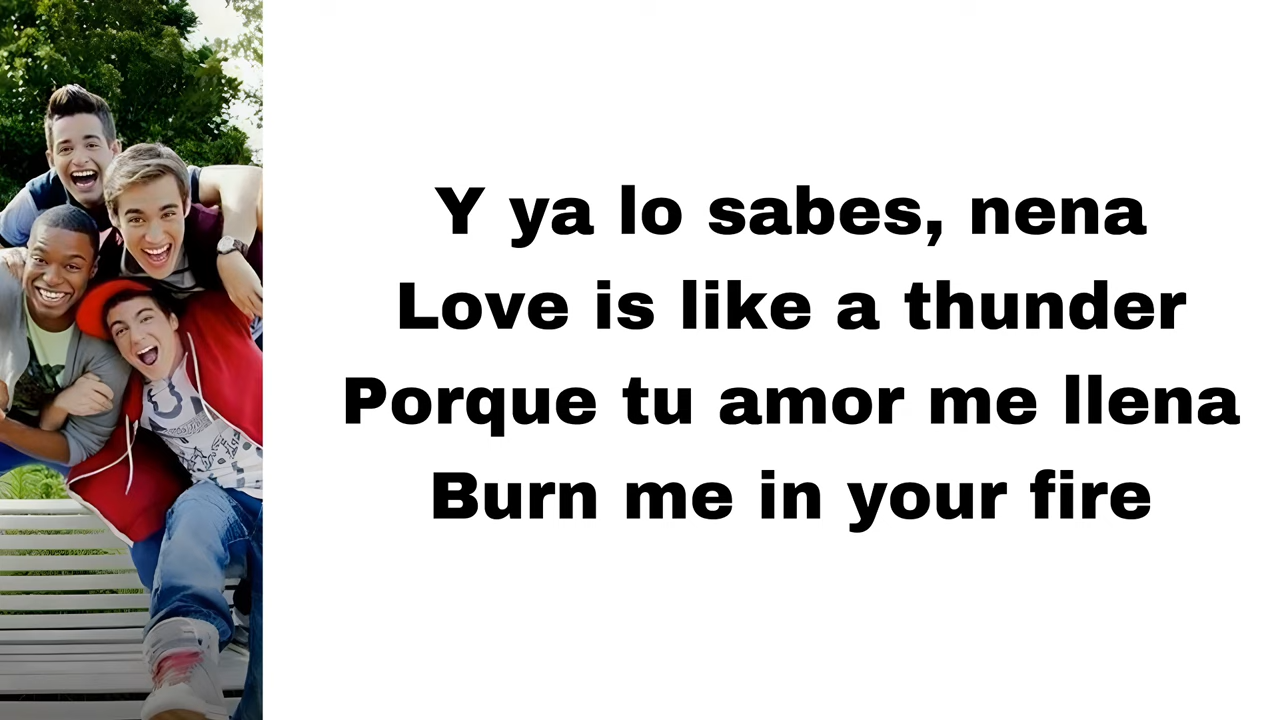 Y ya lo sabes, nena
Love is like a thunder
Porque tu amor me llena
Burn me in your fire